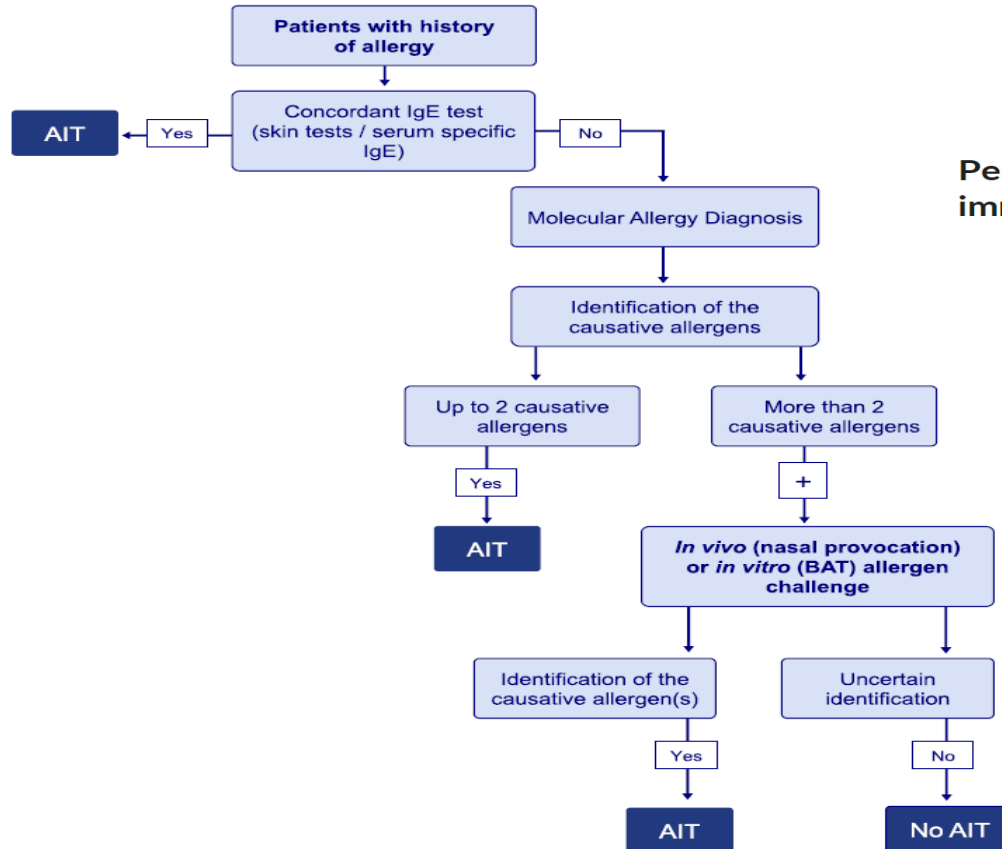 Patients with history
of allergy
Concordant IgE test
(skin tests / serum specific
IgE)
Yes
AIT
No
Molecular Allergy Diagnosis
Identification of the
causative allergens
Up to 2 causative
allergens
Yes
AIT
More than 2
causative allergens
+
In vivo (nasal provocation)
or in vitro (BAT) allergen
challenge
Identification of the
causative allergen(s)
Yes
AIT
Uncertain
identification
No
No AIT